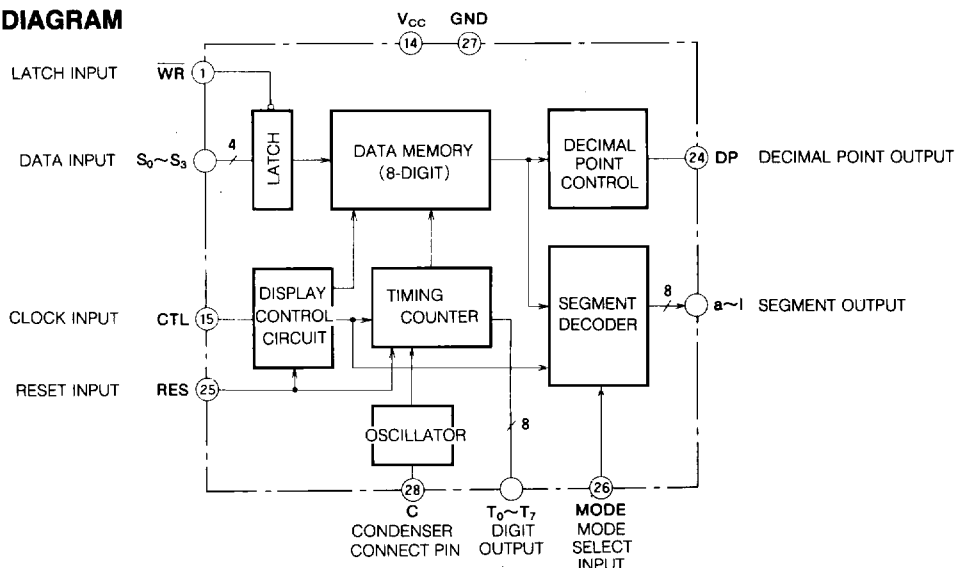 DIAGRAM
V_CC GND
14 27
LATCH INPUT W̅R̅ 1
DATA INPUT S₀~S₃ 4
LATCH
DATA MEMORY
(8-DIGIT)
DECIMAL
POINT
CONTROL
24 DP DECIMAL POINT OUTPUT
CLOCK INPUT CTL 15
DISPLAY
CONTROL
CIRCUIT
TIMING
COUNTER
SEGMENT
DECODER
8
a~l SEGMENT OUTPUT
RESET INPUT RES 25
OSCILLATOR
8
28
C
CONDENSER
CONNECT PIN
T₀~T₇
DIGIT
OUTPUT
26
MODE
MODE
SELECT
INPUT